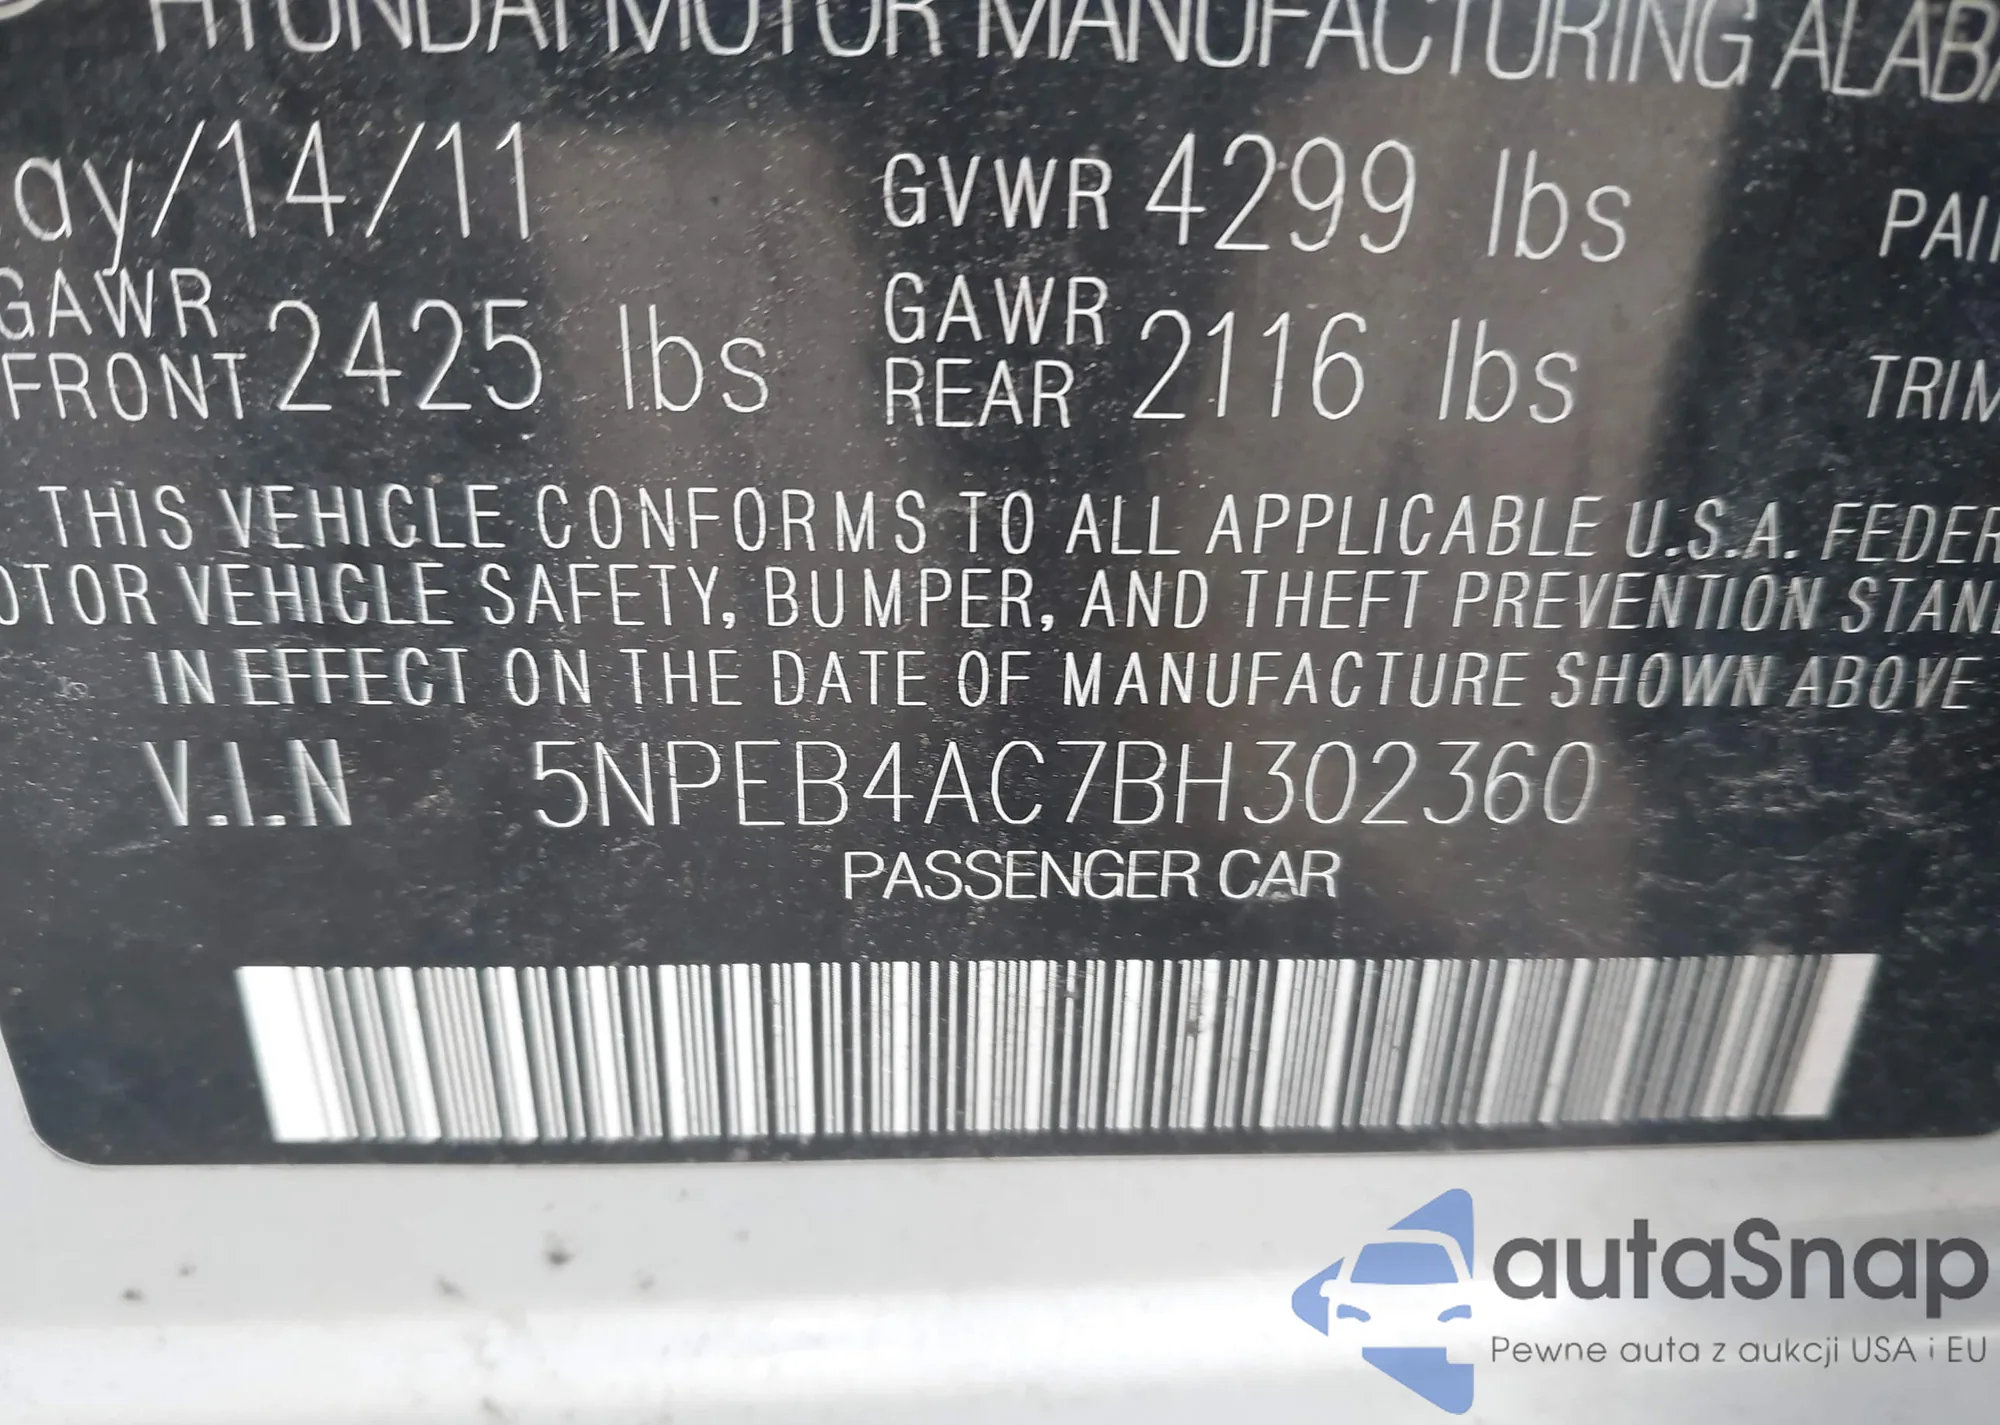 HYUNDAI MOTOR MANUFACTURING ALABA
ay/14/11 GVWR 4299 lbs PAI
GAWR FRONT 2425 lbs GAWR REAR 2116 lbs TRIM
THIS VEHICLE CONFORMS TO ALL APPLICABLE U.S.A. FEDER
OTOR VEHICLE SAFETY, BUMPER, AND THEFT PREVENTION STAN
IN EFFECT ON THE DATE OF MANUFACTURE SHOWN ABOVE
V.I.N 5NPEB4AC7BH302360
PASSENGER CAR
autaSnap
Pewne auta z aukcji USA i EU